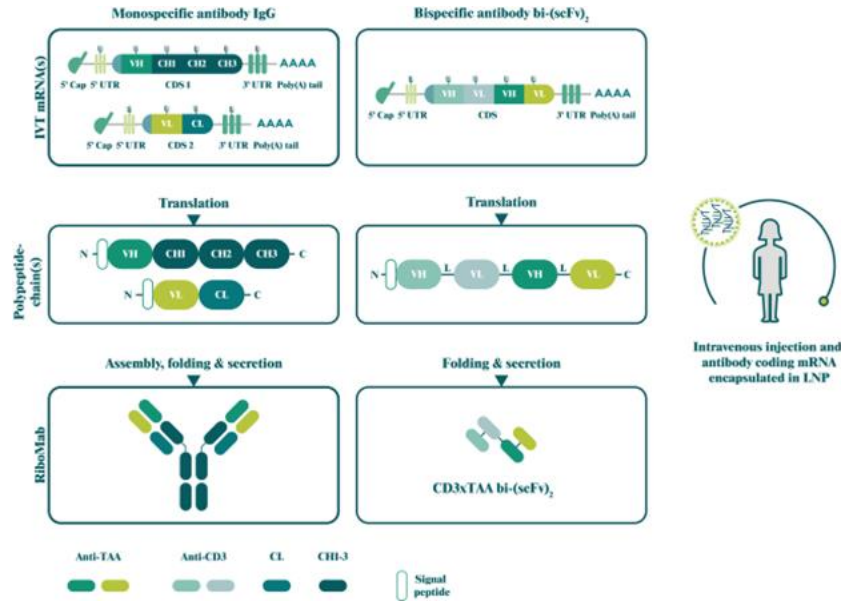 Monospecific antibody IgG
Bispecific antibody bi-(scFv)2
IVT mRNA(s)
VH CH1 CH2 CH3 AAAA
5' Cap 5' UTR CDS 1 3' UTR Poly(A) tail
VL CL AAAA
5' Cap 5' UTR CDS 2 3' UTR Poly(A) tail
VH VL VH VL AAAA
5' Cap 5' UTR CDS 3' UTR Poly(A) tail
Translation
Translation
Polypeptide-
chain(s)
N VH CH1 CH2 CH3 C
N VL CL C
N VH L VL L VH L VL C
Intravenous injection and
antibody coding mRNA
encapsulated in LNP
Assembly, folding & secretion
Folding & secretion
RiboMab
CD3xTAA bi-(scFv)2
Anti-TAA
Anti-CD3
CL
CHI-3
Signal
peptide